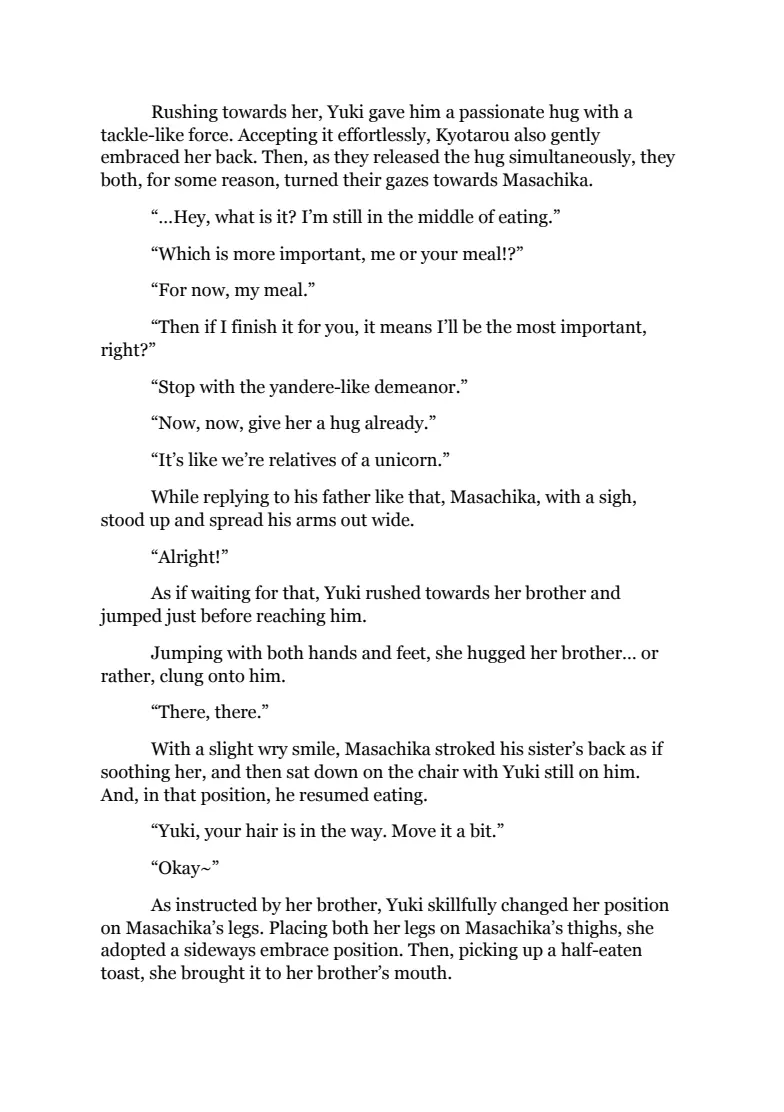 Rushing towards her, Yuki gave him a passionate hug with a
tackle-like force. Accepting it effortlessly, Kyotarou also gently
embraced her back. Then, as they released the hug simultaneously, they
both, for some reason, turned their gazes towards Masachika.
“…Hey, what is it? I’m still in the middle of eating.”
“Which is more important, me or your meal!?”
“For now, my meal.”
“Then if I finish it for you, it means I’ll be the most important,
right?”
“Stop with the yandere-like demeanor.”
“Now, now, give her a hug already.”
“It’s like we’re relatives of a unicorn.”
While replying to his father like that, Masachika, with a sigh,
stood up and spread his arms out wide.
“Alright!”
As if waiting for that, Yuki rushed towards her brother and
jumped just before reaching him.
Jumping with both hands and feet, she hugged her brother… or
rather, clung onto him.
“There, there.”
With a slight wry smile, Masachika stroked his sister’s back as if
soothing her, and then sat down on the chair with Yuki still on him.
And, in that position, he resumed eating.
“Yuki, your hair is in the way. Move it a bit.”
“Okay~”
As instructed by her brother, Yuki skillfully changed her position
on Masachika’s legs. Placing both her legs on Masachika’s thighs, she
adopted a sideways embrace position. Then, picking up a half-eaten
toast, she brought it to her brother’s mouth.